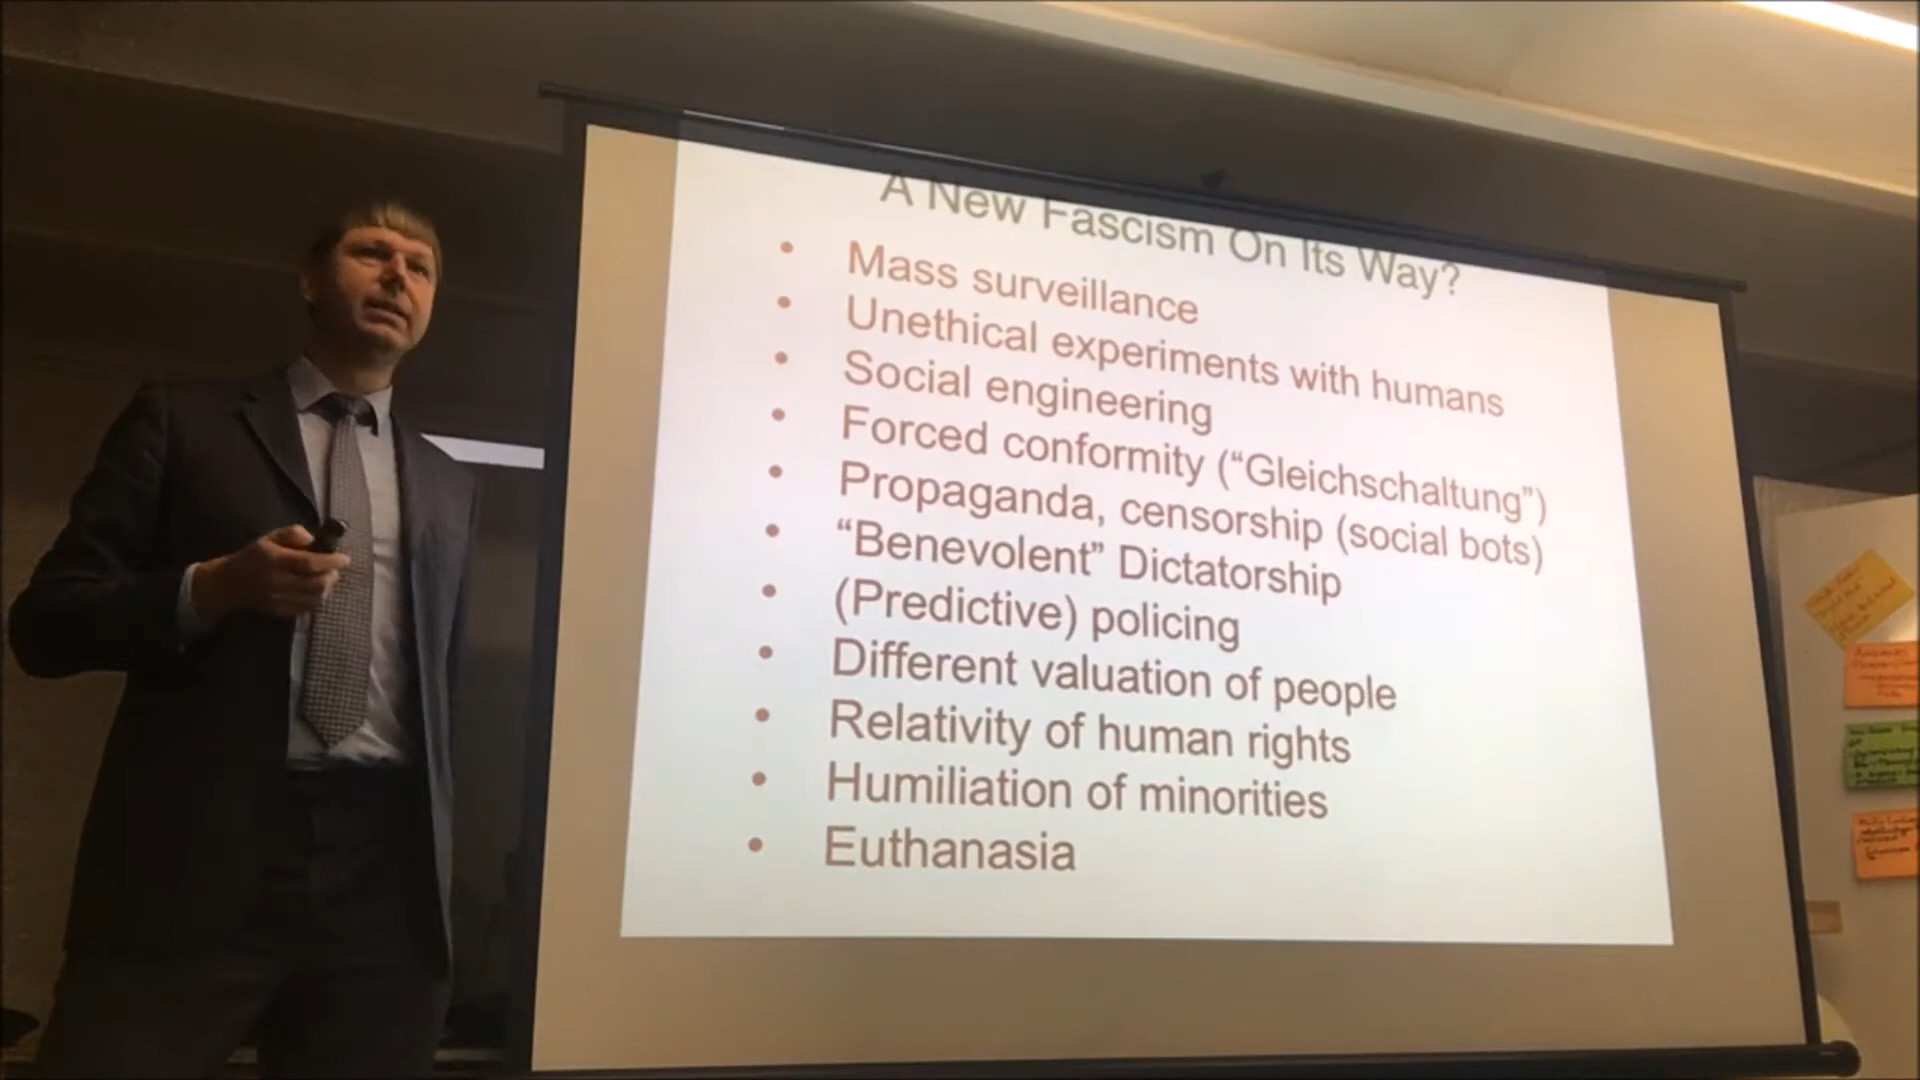 A New Fascism On Its Way?
• Mass surveillance
• Unethical experiments with humans
• Social engineering
• Forced conformity (“Gleichschaltung”)
• Propaganda, censorship (social bots)
• “Benevolent” Dictatorship
• (Predictive) policing
• Different valuation of people
• Relativity of human rights
• Humiliation of minorities
• Euthanasia